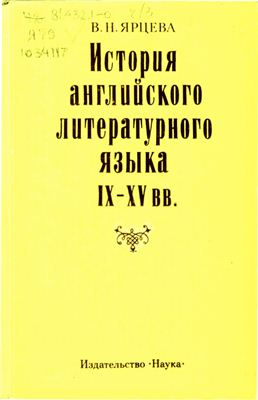 В. Н. ЯРЦЕВА
История
английского
литературного
языка
IX–XV вв.
Издательство «Наука»